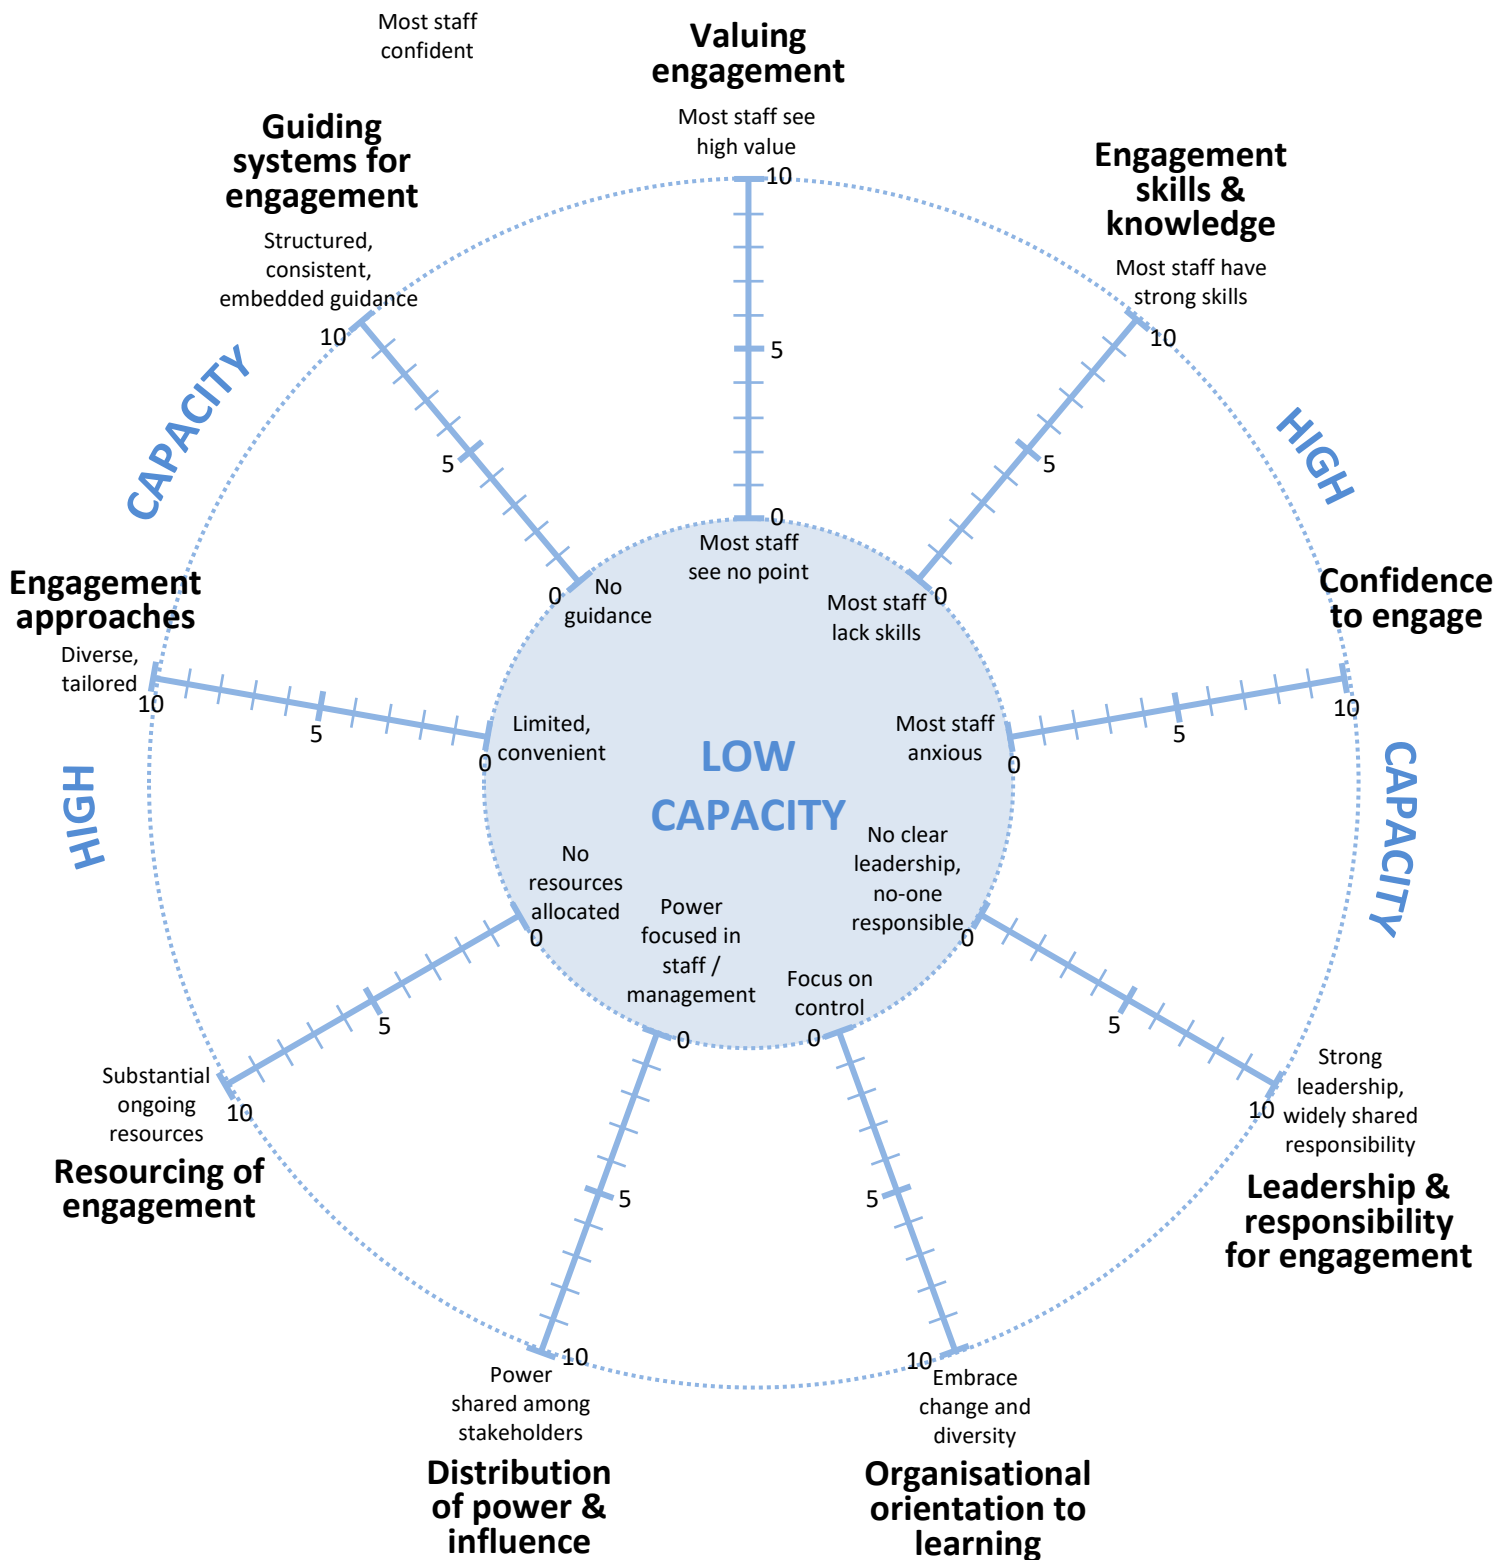 Most staff
confident
Valuing
engagement
Most staff see
high value
10
5
0
Most staff
see no point
Engagement
skills &
knowledge
Most staff have
strong skills
10
5
0
Most staff
lack skills
HIGH
CAPACITY
Confidence
to engage
10
5
0
Most staff
anxious
No clear
leadership,
no-one
responsible
0
5
10
Strong
leadership,
widely shared
responsibility
Leadership &
responsibility
for engagement
Focus on
control
0
5
10
Embrace
change and
diversity
Organisational
orientation to
learning
Power
focused in
staff /
management
0
5
10
Power
shared among
stakeholders
Distribution
of power &
influence
No
resources
allocated
0
5
10
Substantial
ongoing
resources
Resourcing of
engagement
HIGH
CAPACITY
Engagement
approaches
Diverse,
tailored
10
5
0
Limited,
convenient
Guiding
systems for
engagement
Structured,
consistent,
embedded guidance
10
5
0
No
guidance
LOW
CAPACITY